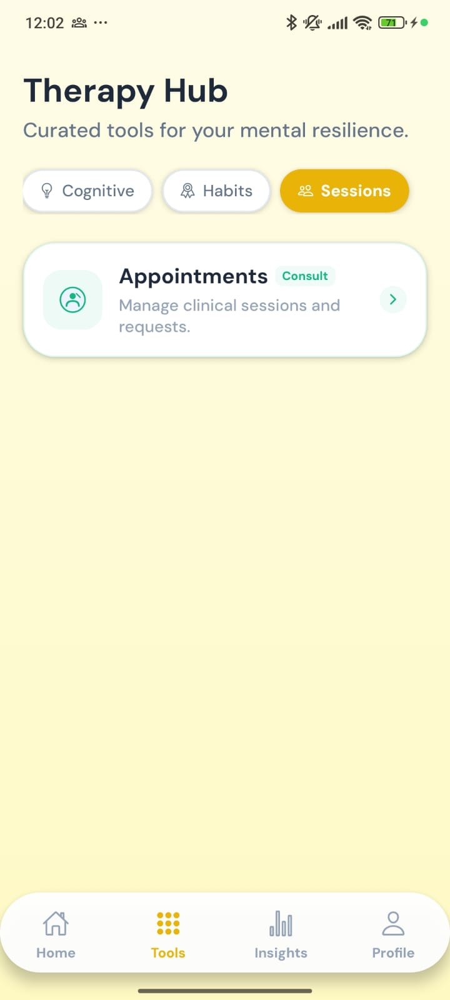 12:02
71
Therapy Hub
Curated tools for your mental resilience.
Cognitive
Habits
Sessions
Appointments
Consult
Manage clinical sessions and
requests.
Home
Tools
Insights
Profile